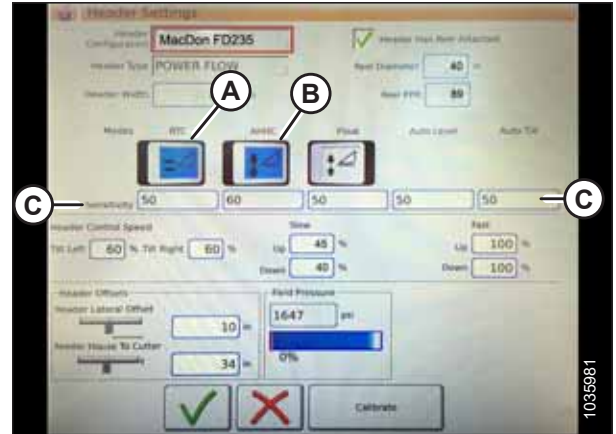 Header Settings
Header Configuration MacDon FD235
Header Has Reel Attached
Header Type POWER FLOW
Reel Diameter 40 in
Header Width
Reel PPR 89
A
B
Modes RTC AHHC Float Auto Level Auto Tilt
C Sensitivity 50 60 50 50 50 C
Header Control Speed
Slow
Fast
Tilt Left 60 % Tilt Right 60 %
Up 48 %
Up 100 %
Down 40 %
Down 100 %
Header Offsets
Field Pressure
Header Lateral Offset
10 in
1647 psi
Feeder House To Cutter
34 in
0%
Calibrate
1035981